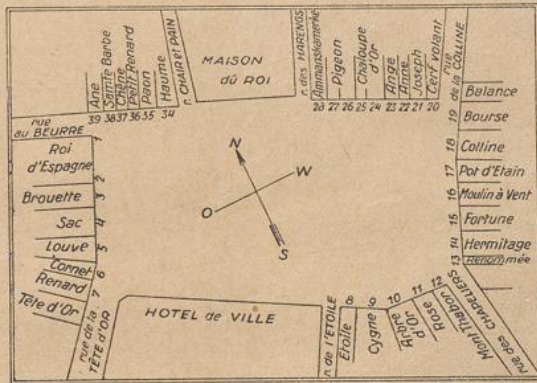 Âne
39
Sainte Barbe
38
Chêne
37
Petit Renard
36
Paon
35
Haume
34
r. CHAIR et PAIN
MAISON
du ROI
r. des HARENGS
Ammanskamerke
28
Pigeon
27
26
Chaloupe
d'Or
25
24
Ange
23
Anne
22
Joseph
21
Cerf volant
20
rue
de la COLLINE
Balance
19
Bourse
18
Colline
17
Pot d'Etain
16
Moulin à Vent
15
Fortune
14
Hermitage
13
Renommée
rue
au BEURRE
1
Roi
d'Espagne
2
3
Brouette
4
Sac
5
Louve
6
Cornet
7
Renard
Tête d'Or
rue de la
TÊTE d'OR
N
W
O
S
HOTEL de VILLE
r. de l'ETOILE
8
Etoile
9
Cygne
10
Arbre
d'Or
11
Rose
12
Mont Thabor
rue des CHAPELIERS